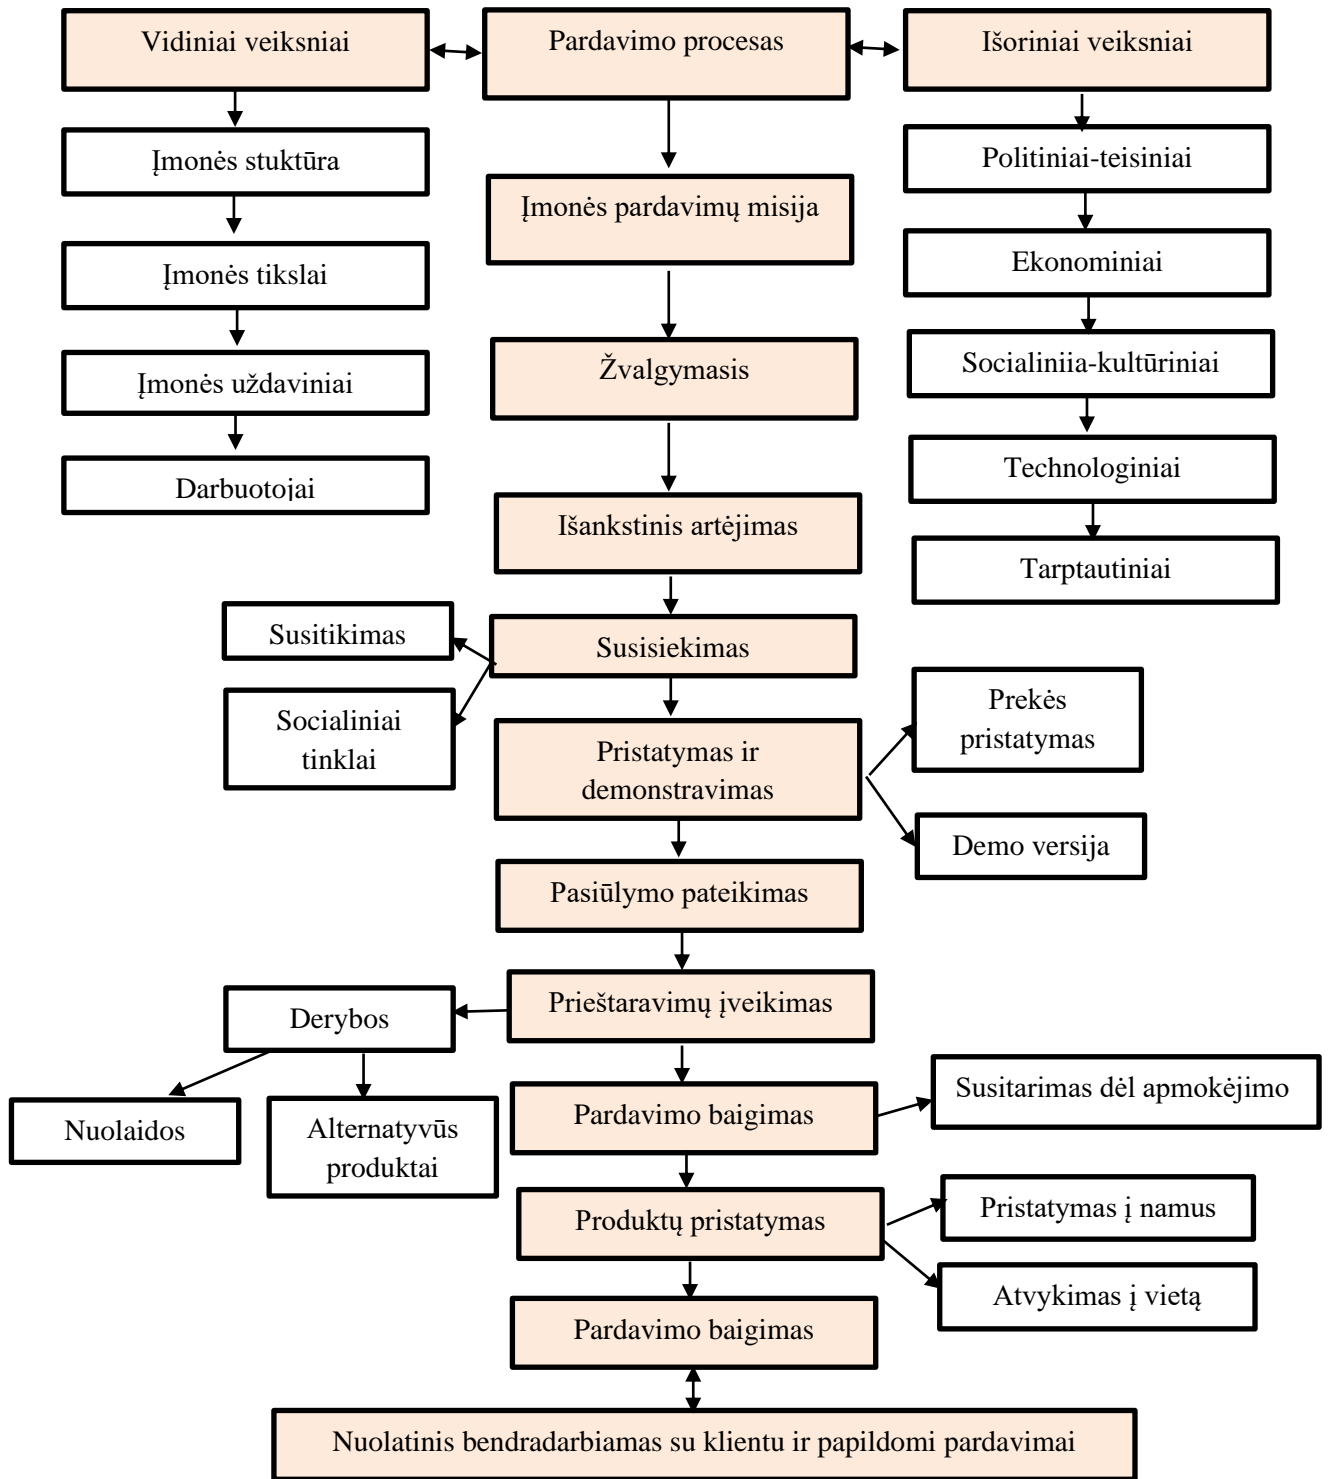 Vidiniai veiksniai
Pardavimo procesas
Išoriniai veiksniai
Įmonės stuktūra
Įmonės tikslai
Įmonės uždaviniai
Darbuotojai
Politiniai-teisiniai
Ekonominiai
Socialiniia-kultūriniai
Technologiniai
Tarptautiniai
Įmonės pardavimų misija
Žvalgymasis
Išankstinis artėjimas
Susisiekimas
Susitikimas
Socialiniai
tinklai
Pristatymas ir
demonstravimas
Prekės
pristatymas
Demo versija
Pasiūlymo pateikimas
Prieštaravimų įveikimas
Derybos
Nuolaidos
Alternatyvūs
produktai
Pardavimo baigimas
Susitarimas dėl apmokėjimo
Produktų pristatymas
Pristatymas į namus
Atvykimas į vietą
Pardavimo baigimas
Nuolatinis bendradarbiamas su klientu ir papildomi pardavimai